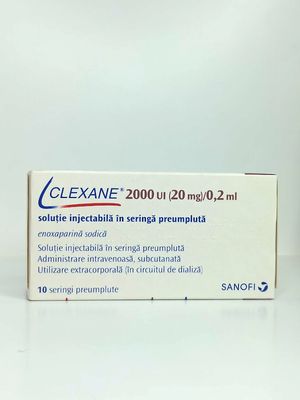 CLEXANE® 2000 UI (20 mg)/0,2 ml
soluție injectabilă în seringă preumplută
enoxaparină sodică
Soluție injectabilă în seringă preumplută
Administrare intravenoasă, subcutanată
Utilizare extracorporală (în circuitul de dializă)
10 seringi preumplute
SANOFI